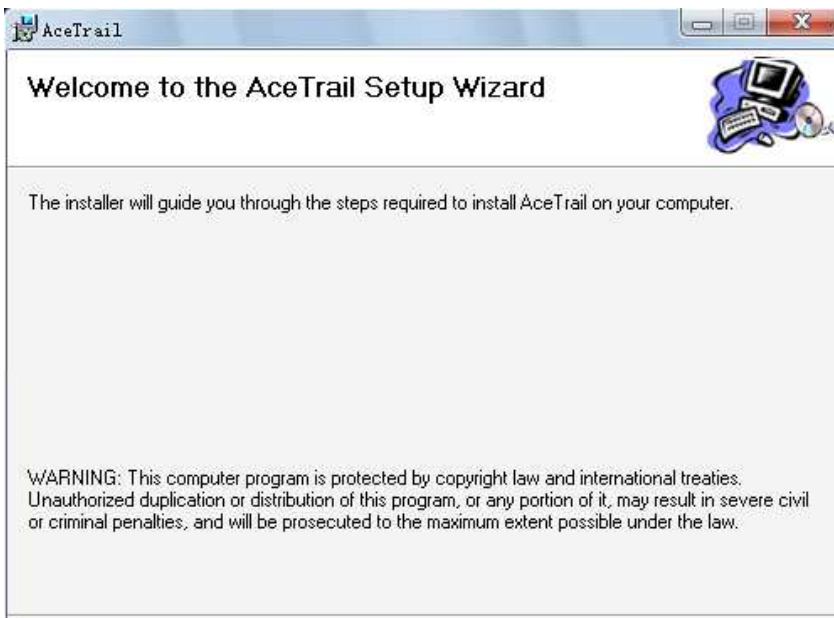 AceTrail
Welcome to the AceTrail Setup Wizard
The installer will guide you through the steps required to install AceTrail on your computer.
WARNING: This computer program is protected by copyright law and international treaties.
Unauthorized duplication or distribution of this program, or any portion of it, may result in severe civil
or criminal penalties, and will be prosecuted to the maximum extent possible under the law.